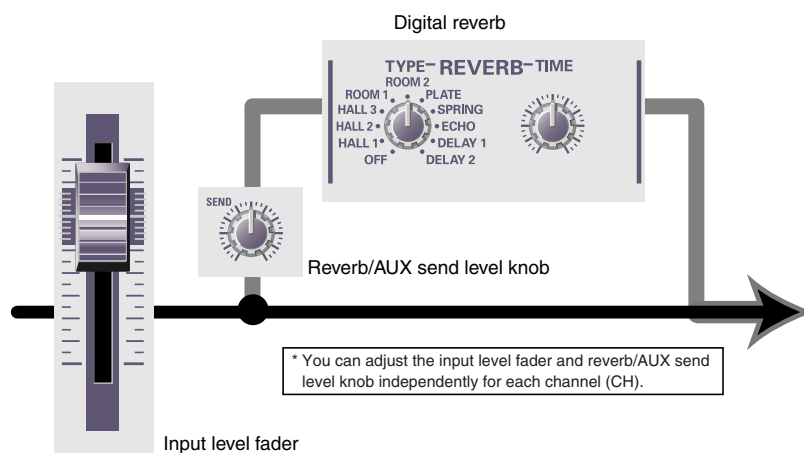 Digital reverb
TYPE- REVERB -TIME
ROOM 2
ROOM 1 PLATE
HALL 3 SPRING
HALL 2 ECHO
HALL 1 DELAY 1
OFF DELAY 2
SEND
Reverb/AUX send level knob
* You can adjust the input level fader and reverb/AUX send
level knob independently for each channel (CH).
Input level fader